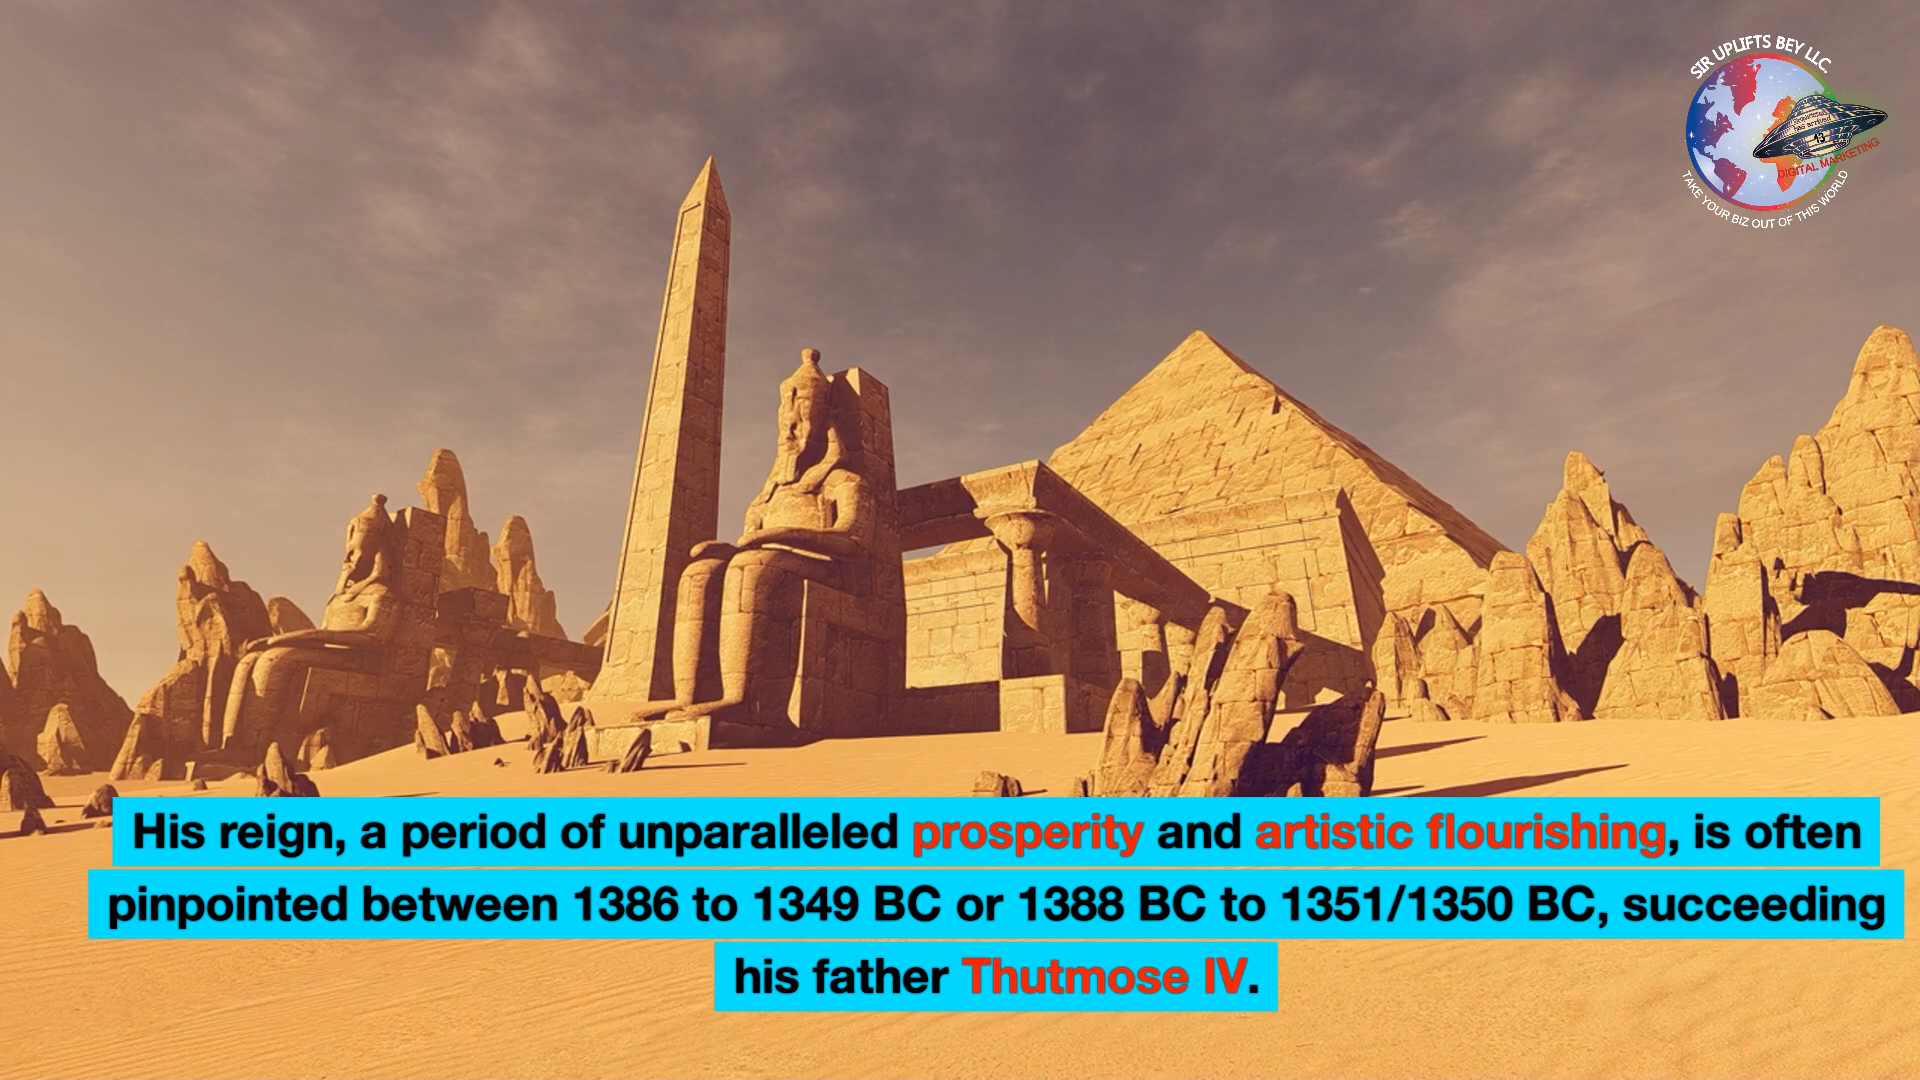 SIR UPLIFTS BEY LLC.
13
DIGITAL MARKETING
TAKE YOUR BIZ OUT OF THIS WORLD
His reign, a period of unparalleled prosperity and artistic flourishing, is often
pinpointed between 1386 to 1349 BC or 1388 BC to 1351/1350 BC, succeeding
his father Thutmose IV.